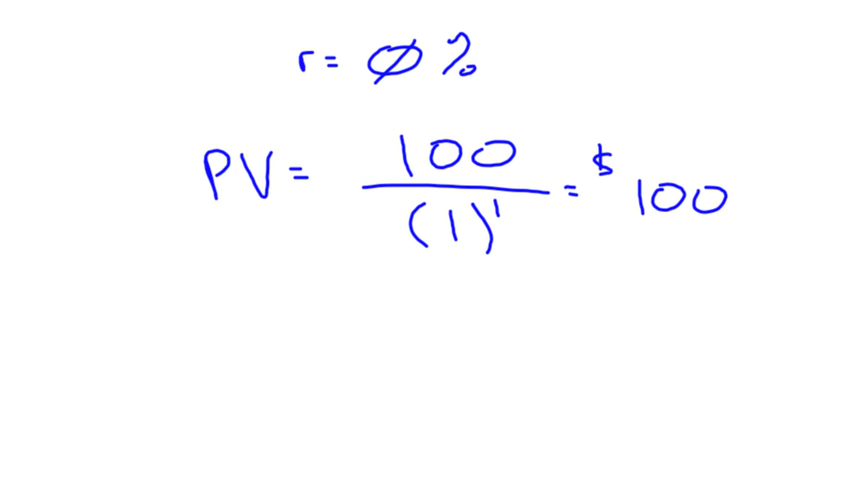 r = 0 %
PV = 100 / (1)^1 = $ 100